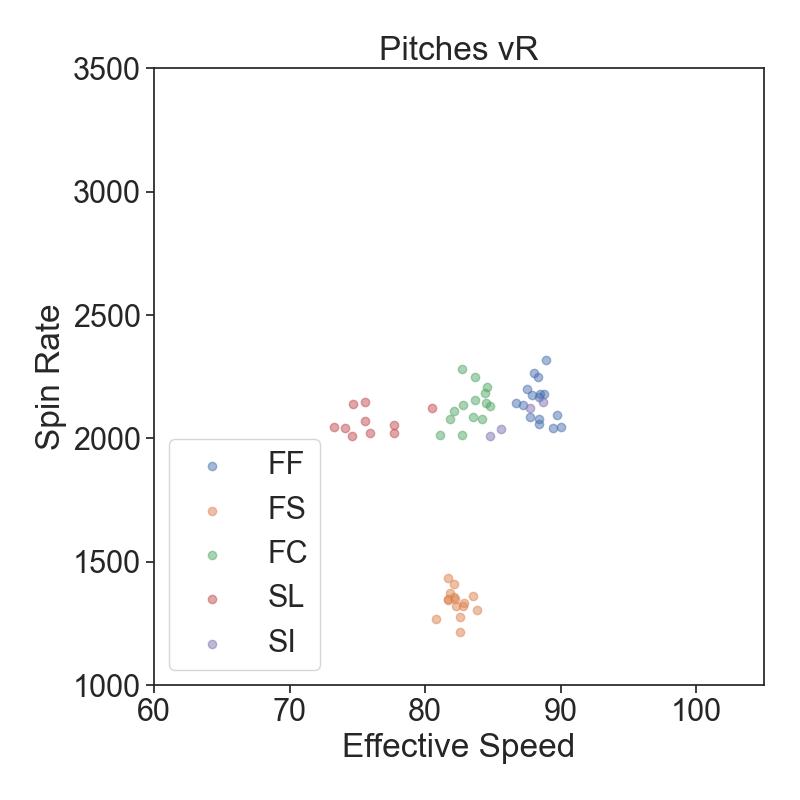 Pitches vR
3500
3000
2500
2000
1500
1000
Spin Rate
FF
FS
FC
SL
SI
60 70 80 90 100
Effective Speed